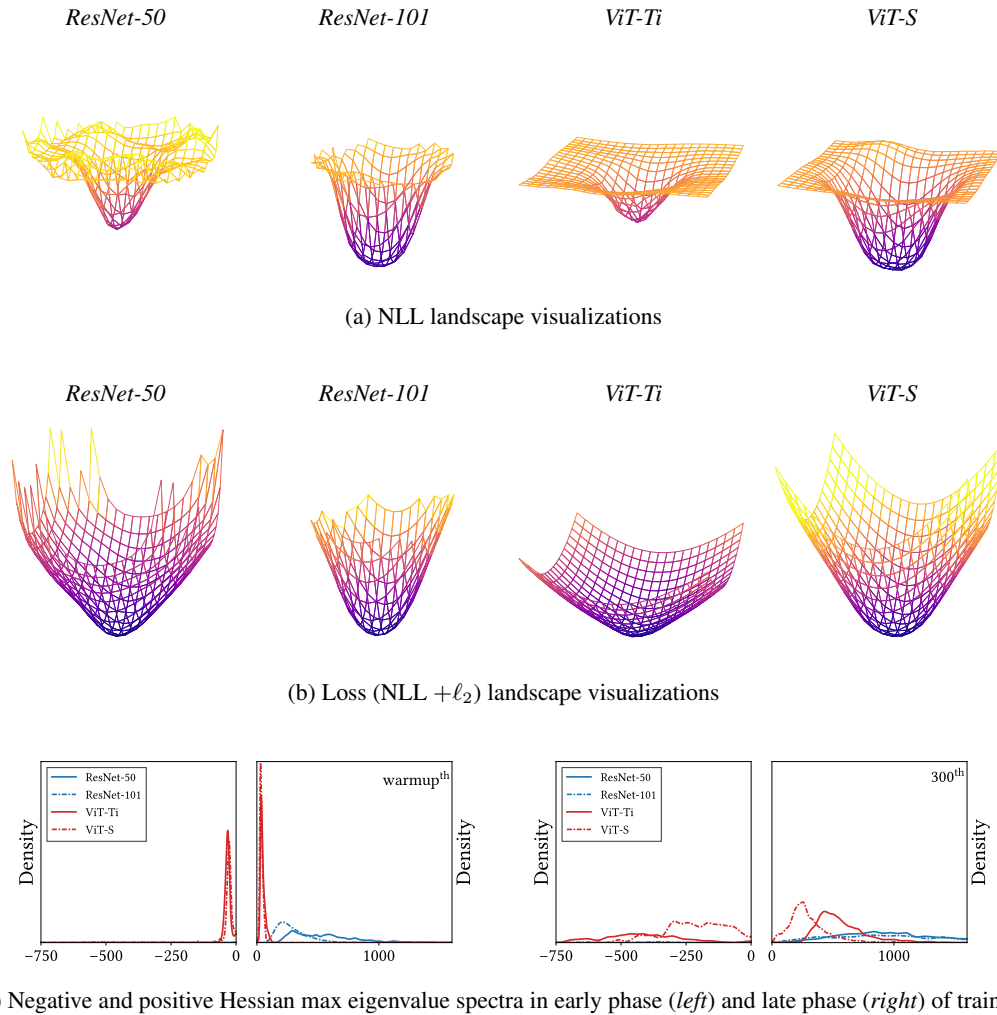 ResNet-50 ResNet-101 ViT-Ti ViT-S
(a) NLL landscape visualizations
ResNet-50 ResNet-101 ViT-Ti ViT-S
(b) Loss (NLL +ℓ₂) landscape visualizations
Density
ResNet-50
ResNet-101
ViT-Ti
ViT-S
−750 −500 −250 0
warmupᵗʰ
0 1000
Density
ResNet-50
ResNet-101
ViT-Ti
ViT-S
−750 −500 −250 0
300ᵗʰ
0 1000
Density
) Negative and positive Hessian max eigenvalue spectra in early phase (left) and late phase (right) of train